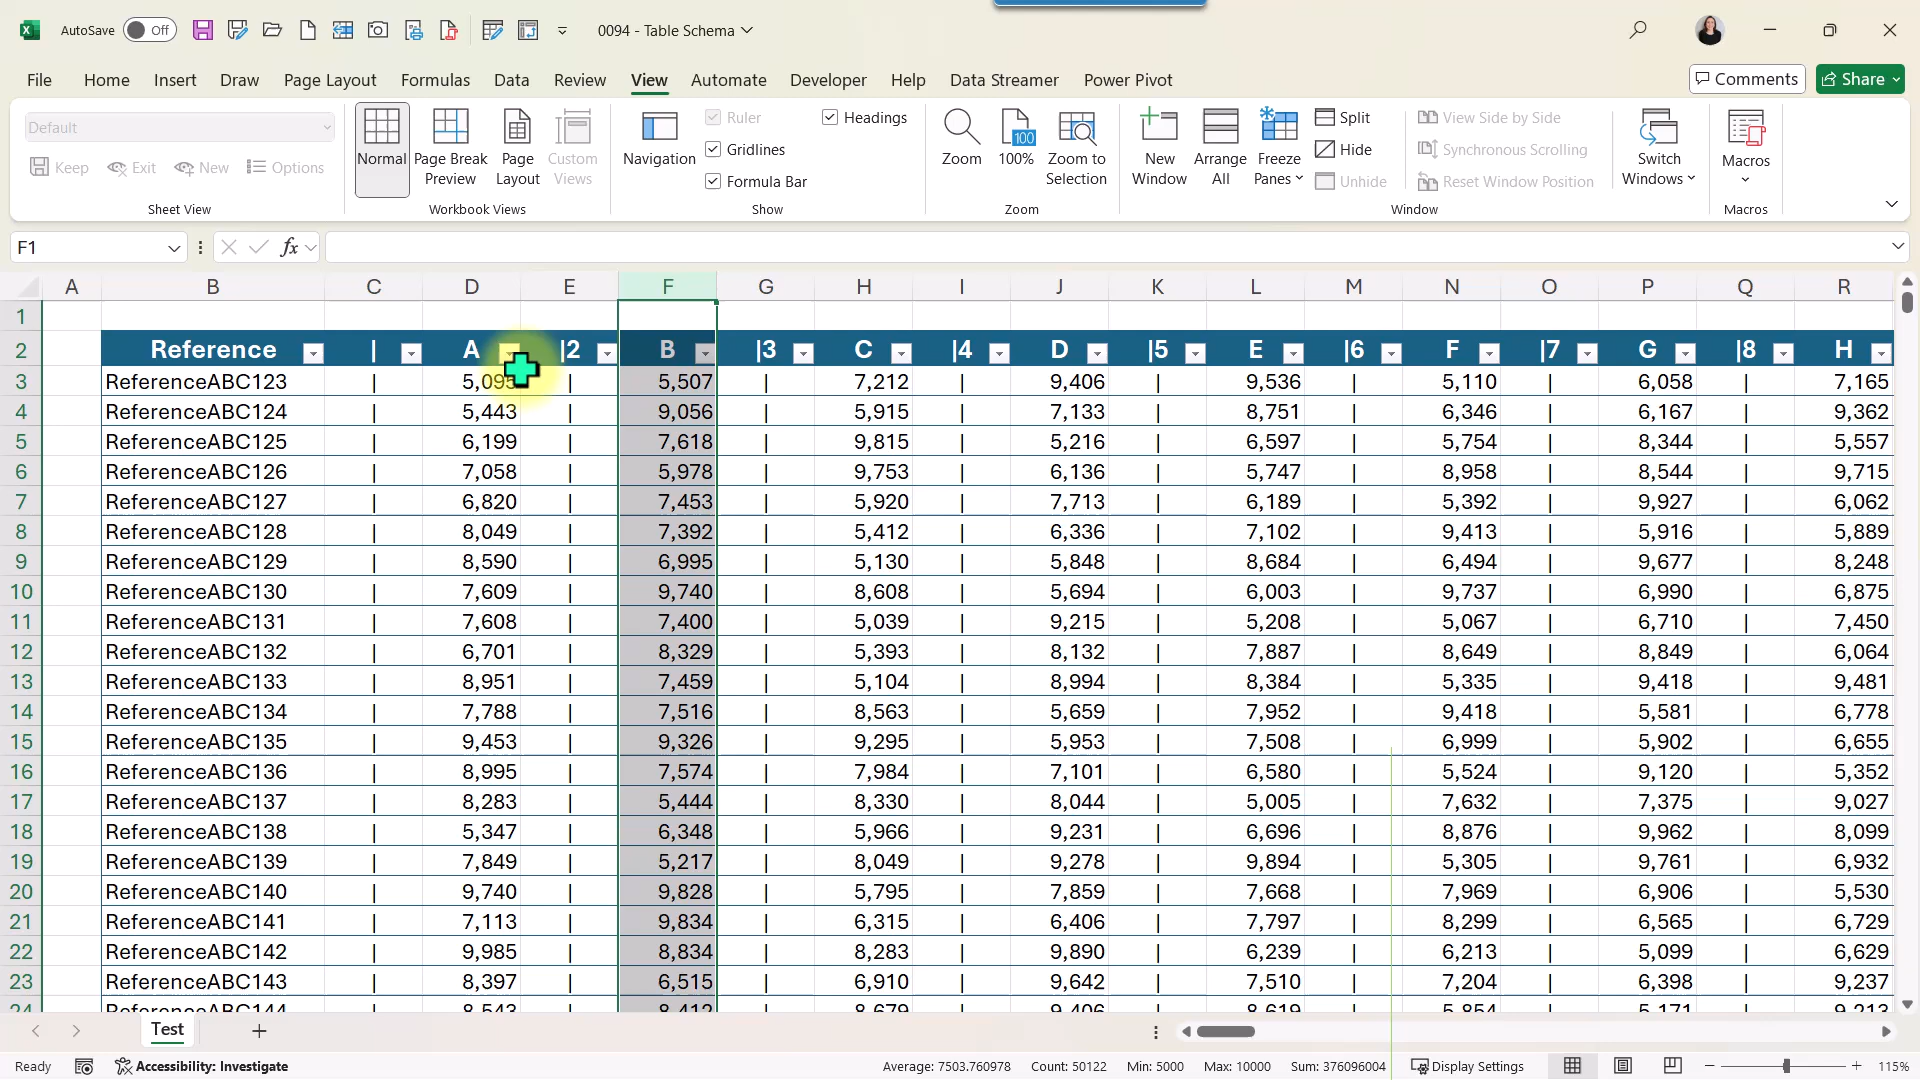 AutoSave Off 0094 - Table Schema
File Home Insert Draw Page Layout Formulas Data Review View Automate Developer Help Data Streamer Power Pivot Comments Share
Default
Keep Exit New Options
Sheet View
Normal
Page Break Preview
Page Layout
Custom Views
Workbook Views
Navigation
Ruler
Gridlines
Formula Bar
Headings
Show
Zoom
100
100%
Zoom to Selection
Zoom
New Window
Arrange All
Freeze Panes
Split
Hide
Unhide
View Side by Side
Synchronous Scrolling
Reset Window Position
Switch Windows
Window
Macros
Macros
F1 fx
A B C D E F G H I J K L M N O P Q R
1
2 Reference | A |2 B |3 C |4 D |5 E |6 F |7 G |8 H
3 ReferenceABC123 | 5,095 | 5,507 | 7,212 | 9,406 | 9,536 | 5,110 | 6,058 | 7,165
4 ReferenceABC124 | 5,443 | 9,056 | 5,915 | 7,133 | 8,751 | 6,346 | 6,167 | 9,362
5 ReferenceABC125 | 6,199 | 7,618 | 9,815 | 5,216 | 6,597 | 5,754 | 8,344 | 5,557
6 ReferenceABC126 | 7,058 | 5,978 | 9,753 | 6,136 | 5,747 | 8,958 | 8,544 | 9,715
7 ReferenceABC127 | 6,820 | 7,453 | 5,920 | 7,713 | 6,189 | 5,392 | 9,927 | 6,062
8 ReferenceABC128 | 8,049 | 7,392 | 5,412 | 6,336 | 7,102 | 9,413 | 5,916 | 5,889
9 ReferenceABC129 | 8,590 | 6,995 | 5,130 | 5,848 | 8,684 | 6,494 | 9,677 | 8,248
10 ReferenceABC130 | 7,609 | 9,740 | 8,608 | 5,694 | 6,003 | 9,737 | 6,990 | 6,875
11 ReferenceABC131 | 7,608 | 7,400 | 5,039 | 9,215 | 5,208 | 5,067 | 6,710 | 7,450
12 ReferenceABC132 | 6,701 | 8,329 | 5,393 | 8,132 | 7,887 | 8,649 | 8,849 | 6,064
13 ReferenceABC133 | 8,951 | 7,459 | 5,104 | 8,994 | 8,384 | 5,335 | 9,418 | 9,481
14 ReferenceABC134 | 7,788 | 7,516 | 8,563 | 5,659 | 7,952 | 9,418 | 5,581 | 6,778
15 ReferenceABC135 | 9,453 | 9,326 | 9,295 | 5,953 | 7,508 | 6,999 | 5,902 | 6,655
16 ReferenceABC136 | 8,995 | 7,574 | 7,984 | 7,101 | 6,580 | 5,524 | 9,120 | 5,352
17 ReferenceABC137 | 8,283 | 5,444 | 8,330 | 8,044 | 5,005 | 7,632 | 7,375 | 9,027
18 ReferenceABC138 | 5,347 | 6,348 | 5,966 | 9,231 | 6,696 | 8,876 | 9,962 | 8,099
19 ReferenceABC139 | 7,849 | 5,217 | 8,049 | 9,278 | 9,894 | 5,305 | 9,761 | 6,932
20 ReferenceABC140 | 9,740 | 9,828 | 5,795 | 7,859 | 7,668 | 7,969 | 6,906 | 5,530
21 ReferenceABC141 | 7,113 | 9,834 | 6,315 | 6,406 | 7,797 | 8,299 | 6,565 | 6,729
22 ReferenceABC142 | 9,985 | 8,834 | 8,283 | 9,890 | 6,239 | 6,213 | 5,099 | 6,629
23 ReferenceABC143 | 8,397 | 6,515 | 6,910 | 9,642 | 7,510 | 7,204 | 6,398 | 9,237
24 ReferenceABC144 8,543 8,412 8,679 9,406 8,619 5,854 5,171 9,213
Test
Ready Accessibility: Investigate Average: 7503.760978 Count: 50122 Min: 5000 Max: 10000 Sum: 376096004 Display Settings 115%